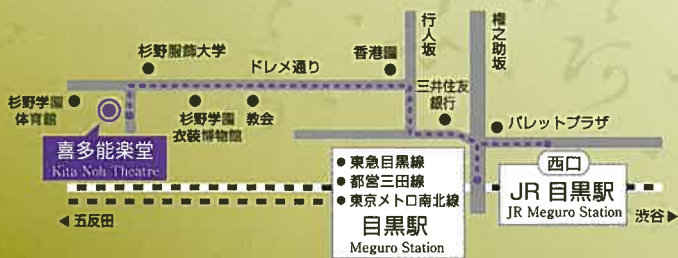 杉野服飾大学
ドレメ通り
香港園
行人坂
権之助坂
杉野学園
体育館
杉野学園
衣装博物館
教会
三井住友
銀行
パレットプラザ
喜多能楽堂
Kita Noh Theatre
● 東急目黒線
● 都営三田線
● 東京メトロ南北線
目黒駅
Meguro Station
西口
JR 目黒駅
JR Meguro Station
◀ 五反田
渋谷 ▶